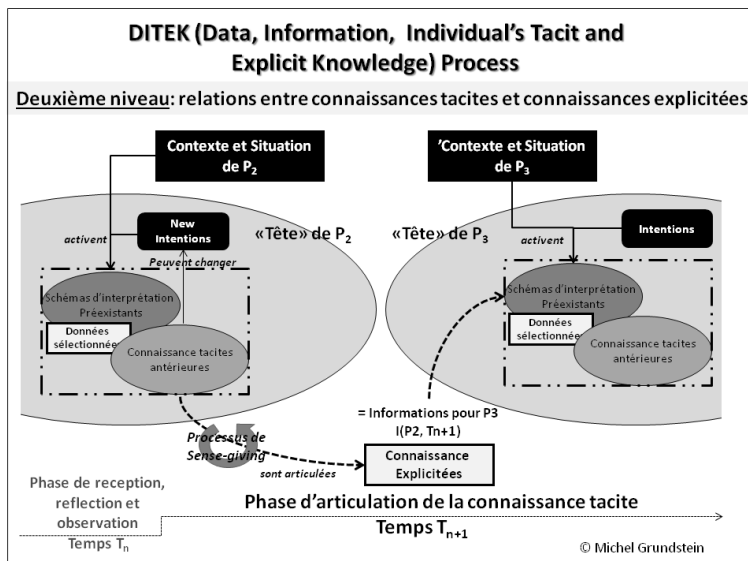 DITEK (Data, Information, Individual's Tacit and
Explicit Knowledge) Process
Deuxième niveau: relations entre connaissances tacites et connaissances explicitées
Contexte et Situation
de P2
'Contexte et Situation
de P3
New
Intentions
«Tête» de P2
«Tête» de P3
Intentions
activent
activent
Peuvent changer
Schémas d'interprétation
Préexistants
Données
sélectionnées
Connaissance tacites
antérieures
Schémas d'interprétation
Préexistants
Données
sélectionnées
Connaissance tacites
antérieures
= Informations pour P3
I(P2, Tn+1)
Processus de
Sense-giving
sont articulées
Connaissance
Explicitées
Phase de reception,
reflection et
observation
Temps Tn
Phase d'articulation de la connaissance tacite
Temps Tn+1
© Michel Grundstein